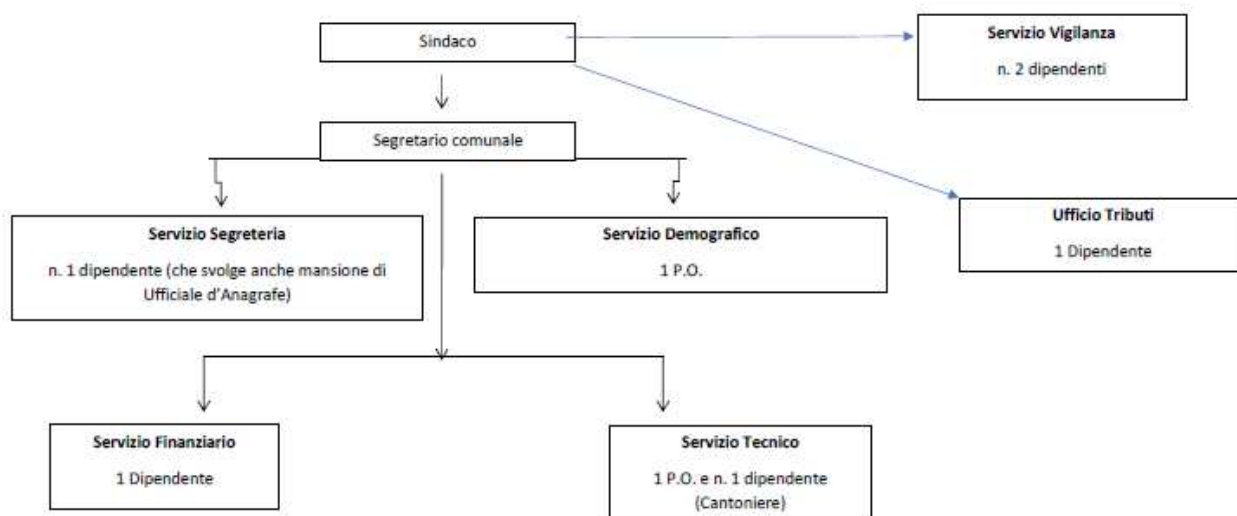 Sindaco
Servizio Vigilanza
n. 2 dipendenti
Segretario comunale
Servizio Segreteria
n. 1 dipendente (che svolge anche mansione di
Ufficiale d'Anagrafe)
Servizio Demografico
1 P.O.
Ufficio Tributi
1 Dipendente
Servizio Finanziario
1 Dipendente
Servizio Tecnico
1 P.O. e n. 1 dipendente
(Cantoniere)